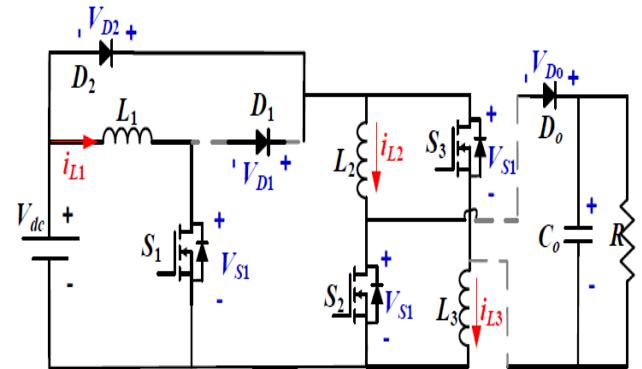 V_D2 +
D_2
V_Do +
D_o
L_1
D_1
V_D1 +
i_L1
L_2
i_L2
S_3
+
V_S1
-
V_dc
+
-
S_1
+
V_S1
-
S_2
+
V_S1
-
L_3
i_L3
C_o
+
-
R